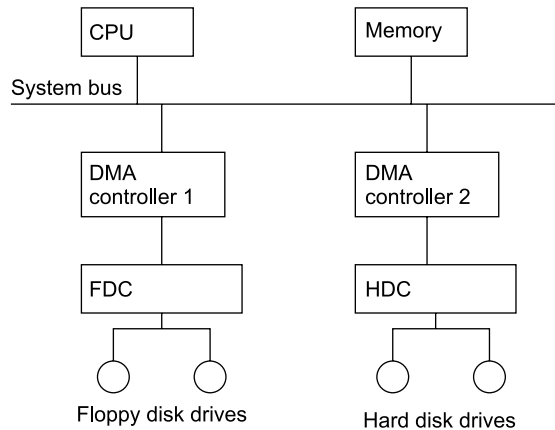 CPU
Memory
System bus
DMA
controller 1
DMA
controller 2
FDC
HDC
Floppy disk drives
Hard disk drives